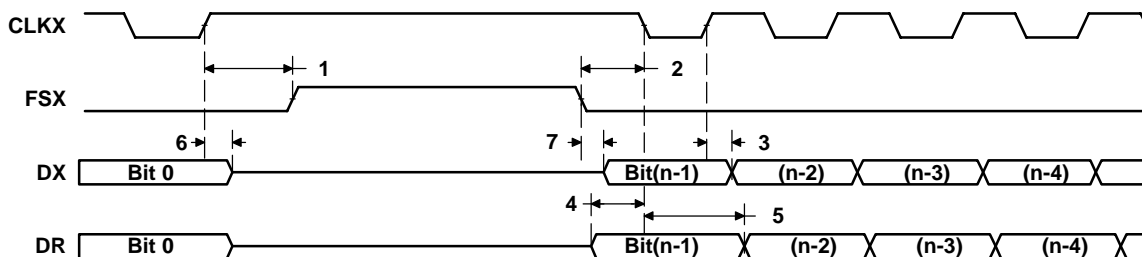 CLKX
1 2
FSX
6 7 3
DX Bit 0 Bit(n-1) (n-2) (n-3) (n-4)
4 5
DR Bit 0 Bit(n-1) (n-2) (n-3) (n-4)